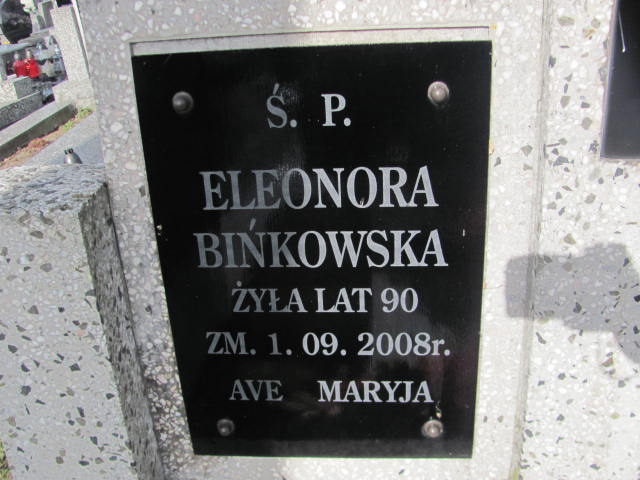 Ś. P.
ELEONORA
BIŃKOWSKA
ŻYŁA LAT 90
ZM. 1. 09. 2008r.
AVE MARYJA